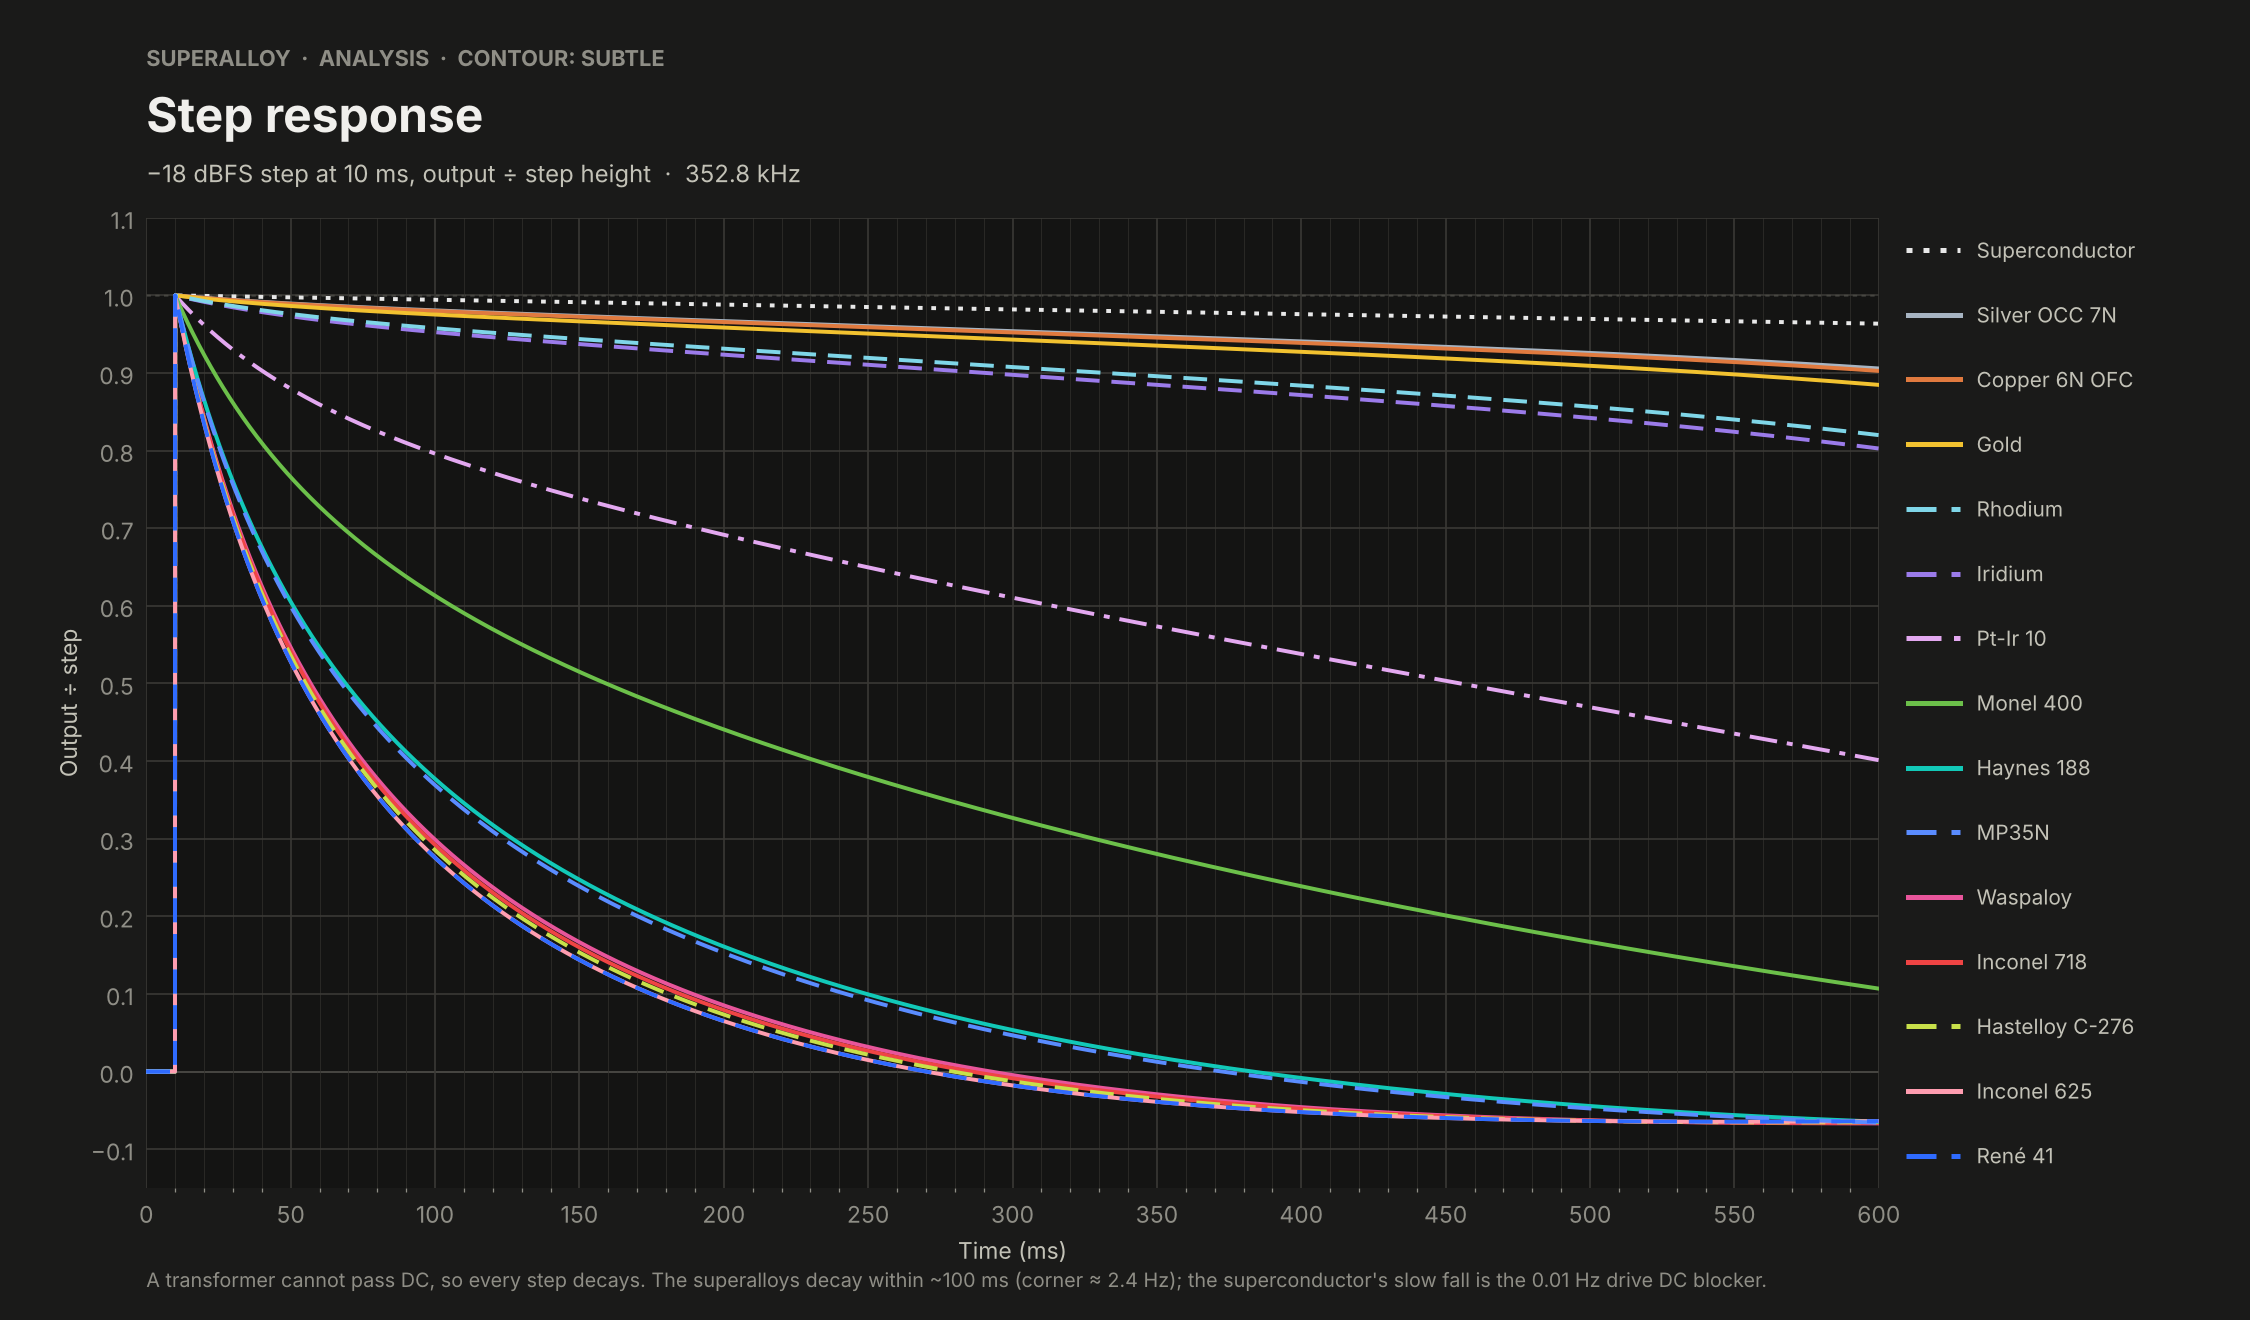 SUPERALLOY · ANALYSIS · CONTOUR: SUBTLE
Step response
−18 dBFS step at 10 ms, output ÷ step height · 352.8 kHz
1.1
1.0
0.9
0.8
0.7
0.6
0.5
0.4
0.3
0.2
0.1
0.0
−0.1
Output ÷ step
0 50 100 150 200 250 300 350 400 450 500 550 600
Time (ms)
Superconductor
Silver OCC 7N
Copper 6N OFC
Gold
Rhodium
Iridium
Pt-Ir 10
Monel 400
Haynes 188
MP35N
Waspaloy
Inconel 718
Hastelloy C-276
Inconel 625
René 41
A transformer cannot pass DC, so every step decays. The superalloys decay within ~100 ms (corner ≈ 2.4 Hz); the superconductor's slow fall is the 0.01 Hz drive DC blocker.